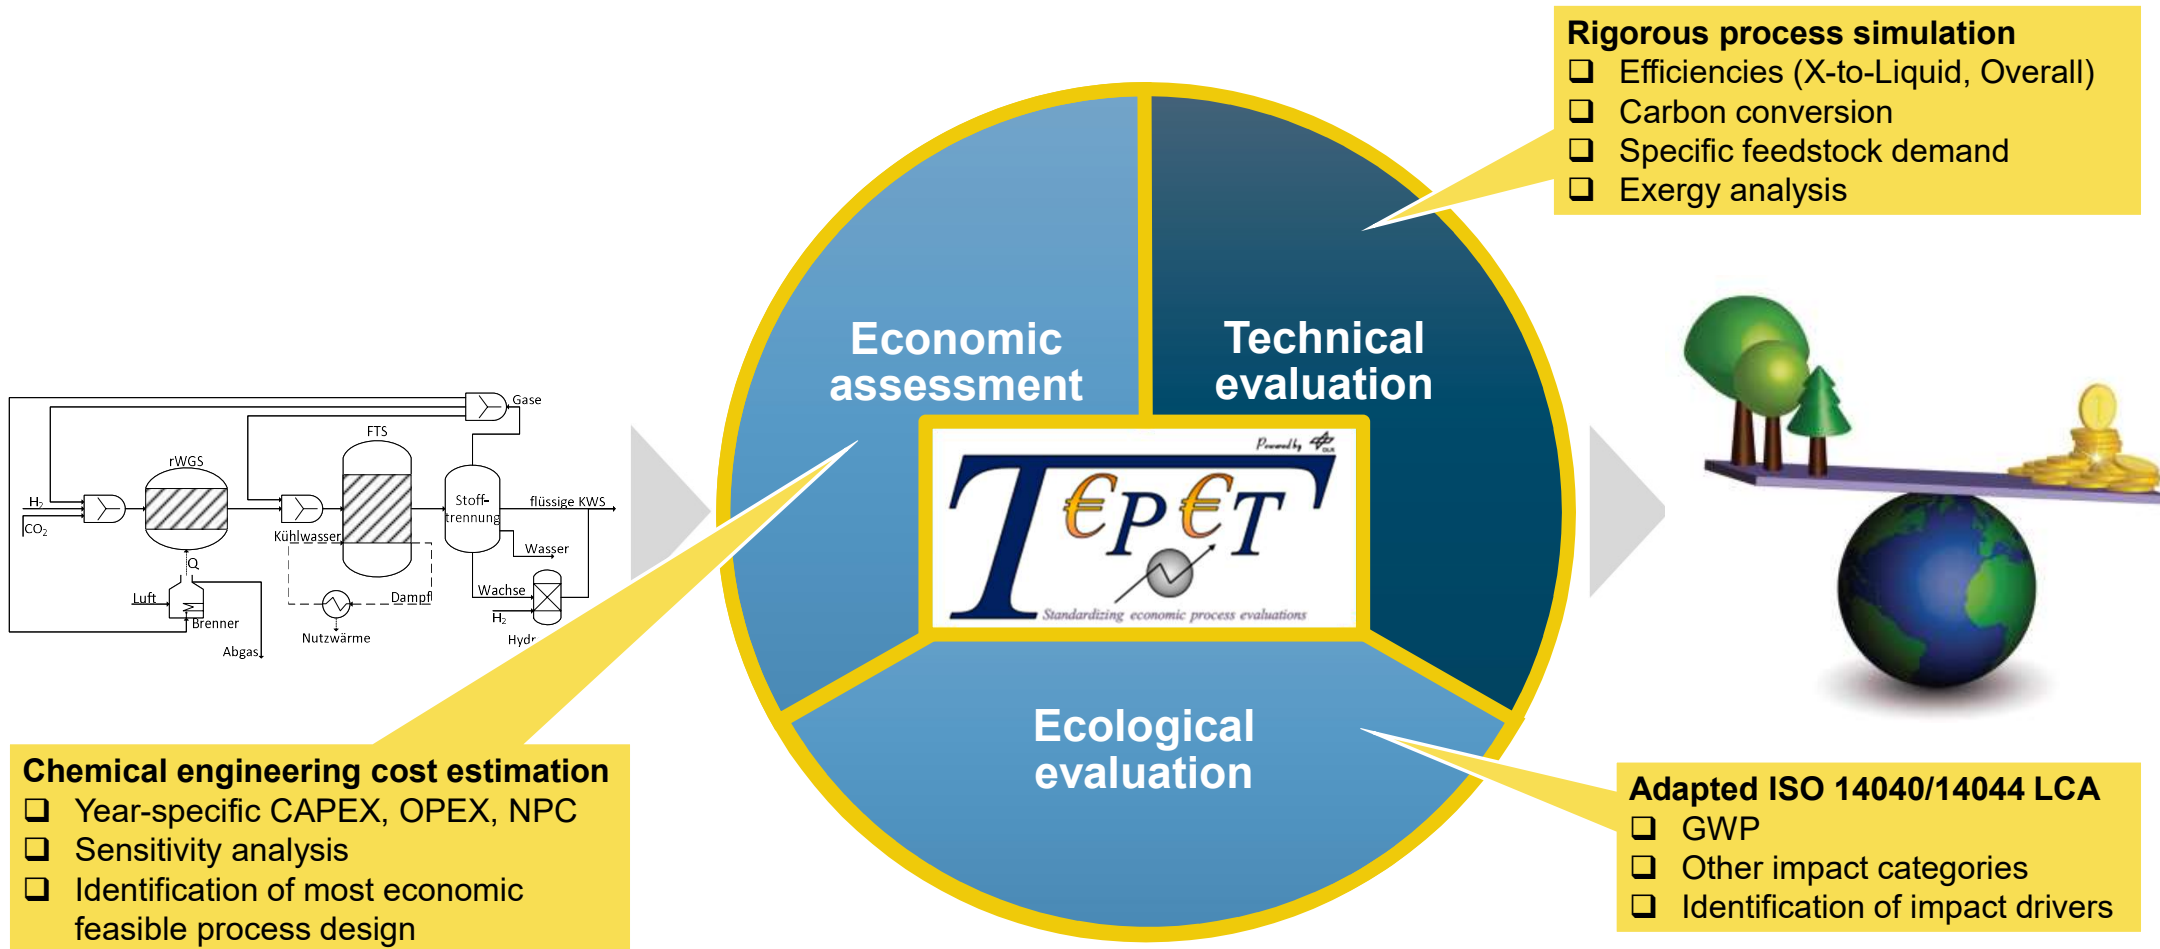 Rigorous process simulation
❑ Efficiencies (X-to-Liquid, Overall)
❑ Carbon conversion
❑ Specific feedstock demand
❑ Exergy analysis
Economic
assessment
Technical
evaluation
Ecological
evaluation
Powered by
DLR
T€P€T
Standardizing economic process evaluations
Gase
FTS
rWGS
H₂
CO₂
Stoff-
trennung
flüssige KWS
Kühlwasser
Wasser
Q
Luft
Brenner
Dampf
Wachse
H₂
Nutzwärme
Abgas
Chemical engineering cost estimation
❑ Year-specific CAPEX, OPEX, NPC
❑ Sensitivity analysis
❑ Identification of most economic
feasible process design
Adapted ISO 14040/14044 LCA
❑ GWP
❑ Other impact categories
❑ Identification of impact drivers